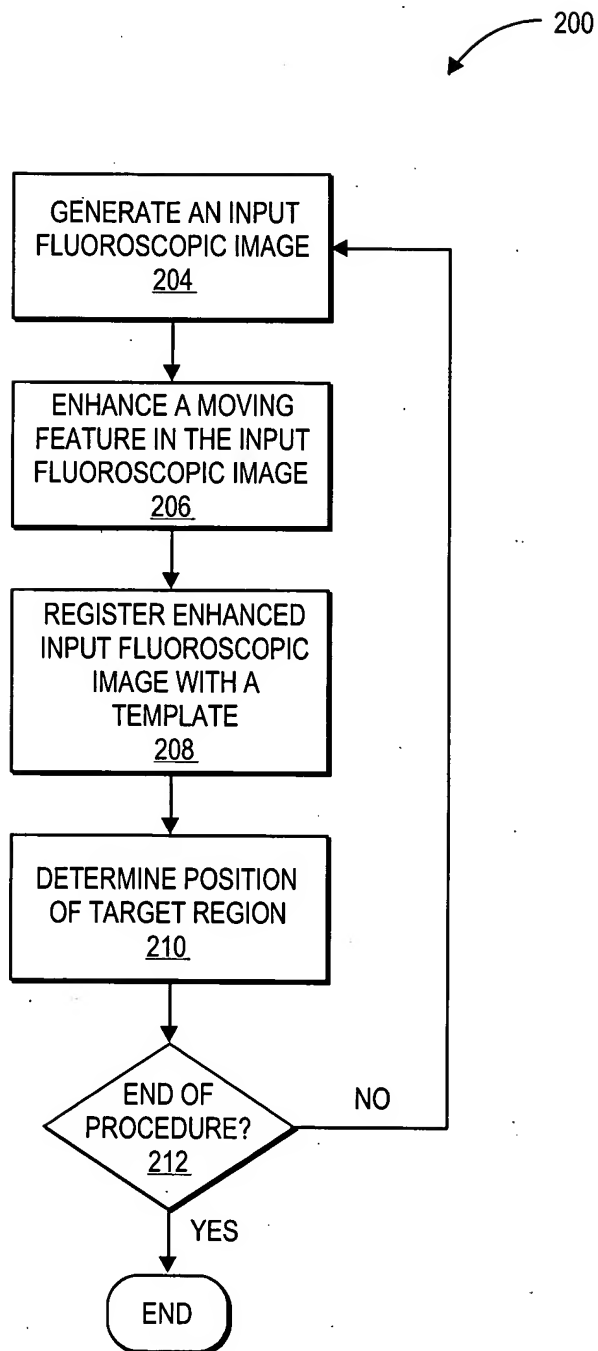 200
GENERATE AN INPUT
FLUOROSCOPIC IMAGE
204
ENHANCE A MOVING
FEATURE IN THE INPUT
FLUOROSCOPIC IMAGE
206
REGISTER ENHANCED
INPUT FLUOROSCOPIC
IMAGE WITH A
TEMPLATE
208
DETERMINE POSITION
OF TARGET REGION
210
END OF
PROCEDURE?
212
NO
YES
END